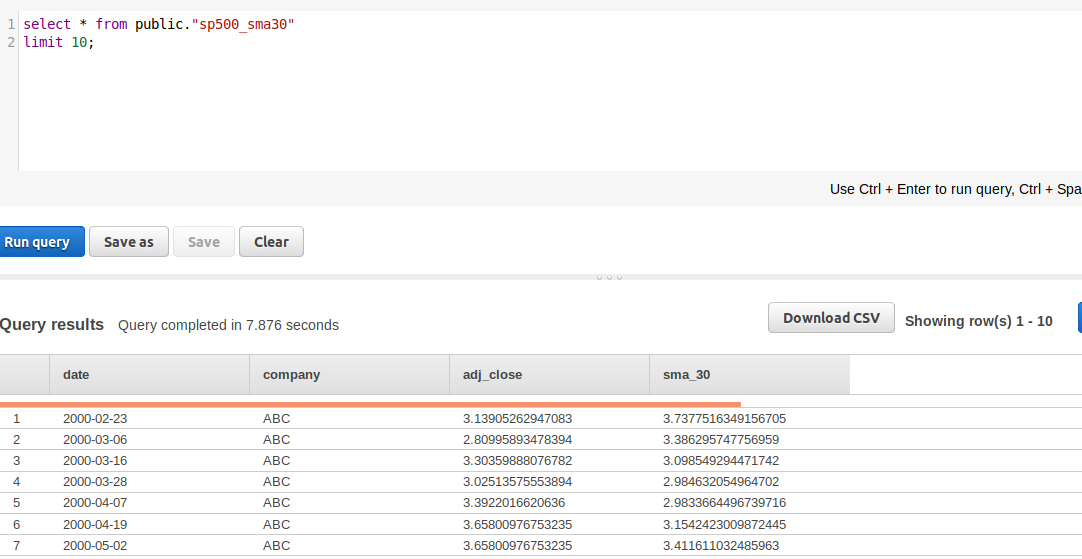 1 select * from public."sp500_sma30"
2 limit 10;
Use Ctrl + Enter to run query, Ctrl + Spa
Run query Save as Save Clear
Query results Query completed in 7.876 seconds Download CSV Showing row(s) 1 - 10
date company adj_close sma_30
1 2000-02-23 ABC 3.13905262947083 3.7377516349156705
2 2000-03-06 ABC 2.80995893478394 3.386295747756959
3 2000-03-16 ABC 3.30359888076782 3.098549294471742
4 2000-03-28 ABC 3.02513575553894 2.984632054964702
5 2000-04-07 ABC 3.3922016620636 2.9833664496739716
6 2000-04-19 ABC 3.65800976753235 3.1542423009872445
7 2000-05-02 ABC 3.65800976753235 3.411611032485963